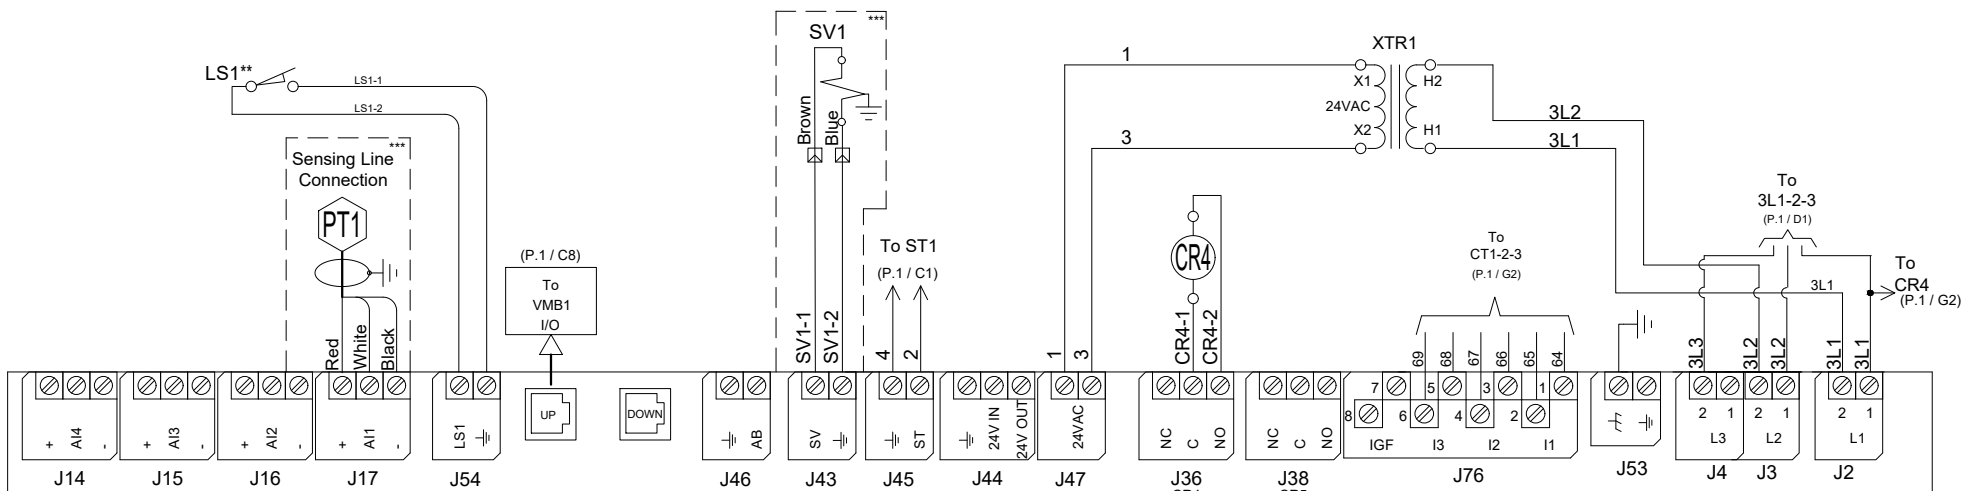 LS1**
LS1-1
LS1-2
***
Sensing Line
Connection
PT1
Red
White
Black
(P.1 / C8)
To
VMB1
I/O
***
SV1
Brown
Blue
SV1-1
SV1-2
To ST1
(P.1 / C1)
4
2
1
3
1
3
XTR1
X1
H2
24VAC
X2
H1
3L2
3L1
CR4
CR4-1
CR4-2
To
CT1-2-3
(P.1 / G2)
69
68
67
66
65
64
To
3L1-2-3
(P.1 / D1)
3L1
To
CR4
(P.1 / G2)
3L3
3L2
3L2
3L1
3L1
+ AI4 -
J14
+ AI3 -
J15
+ AI2 -
J16
+ AI1 -
J17
LS1
J54
UP
DOWN
AB
J46
SV
J43
ST
J45
24V IN
24V OUT
J44
24VAC
J47
NC C NO
J36
NC C NO
J38
7 5 3 1
8 6 4 2
IGF I3 I2 I1
J76
J53
2 1
L3
J4
2 1
L2
J3
2 1
L1
J2